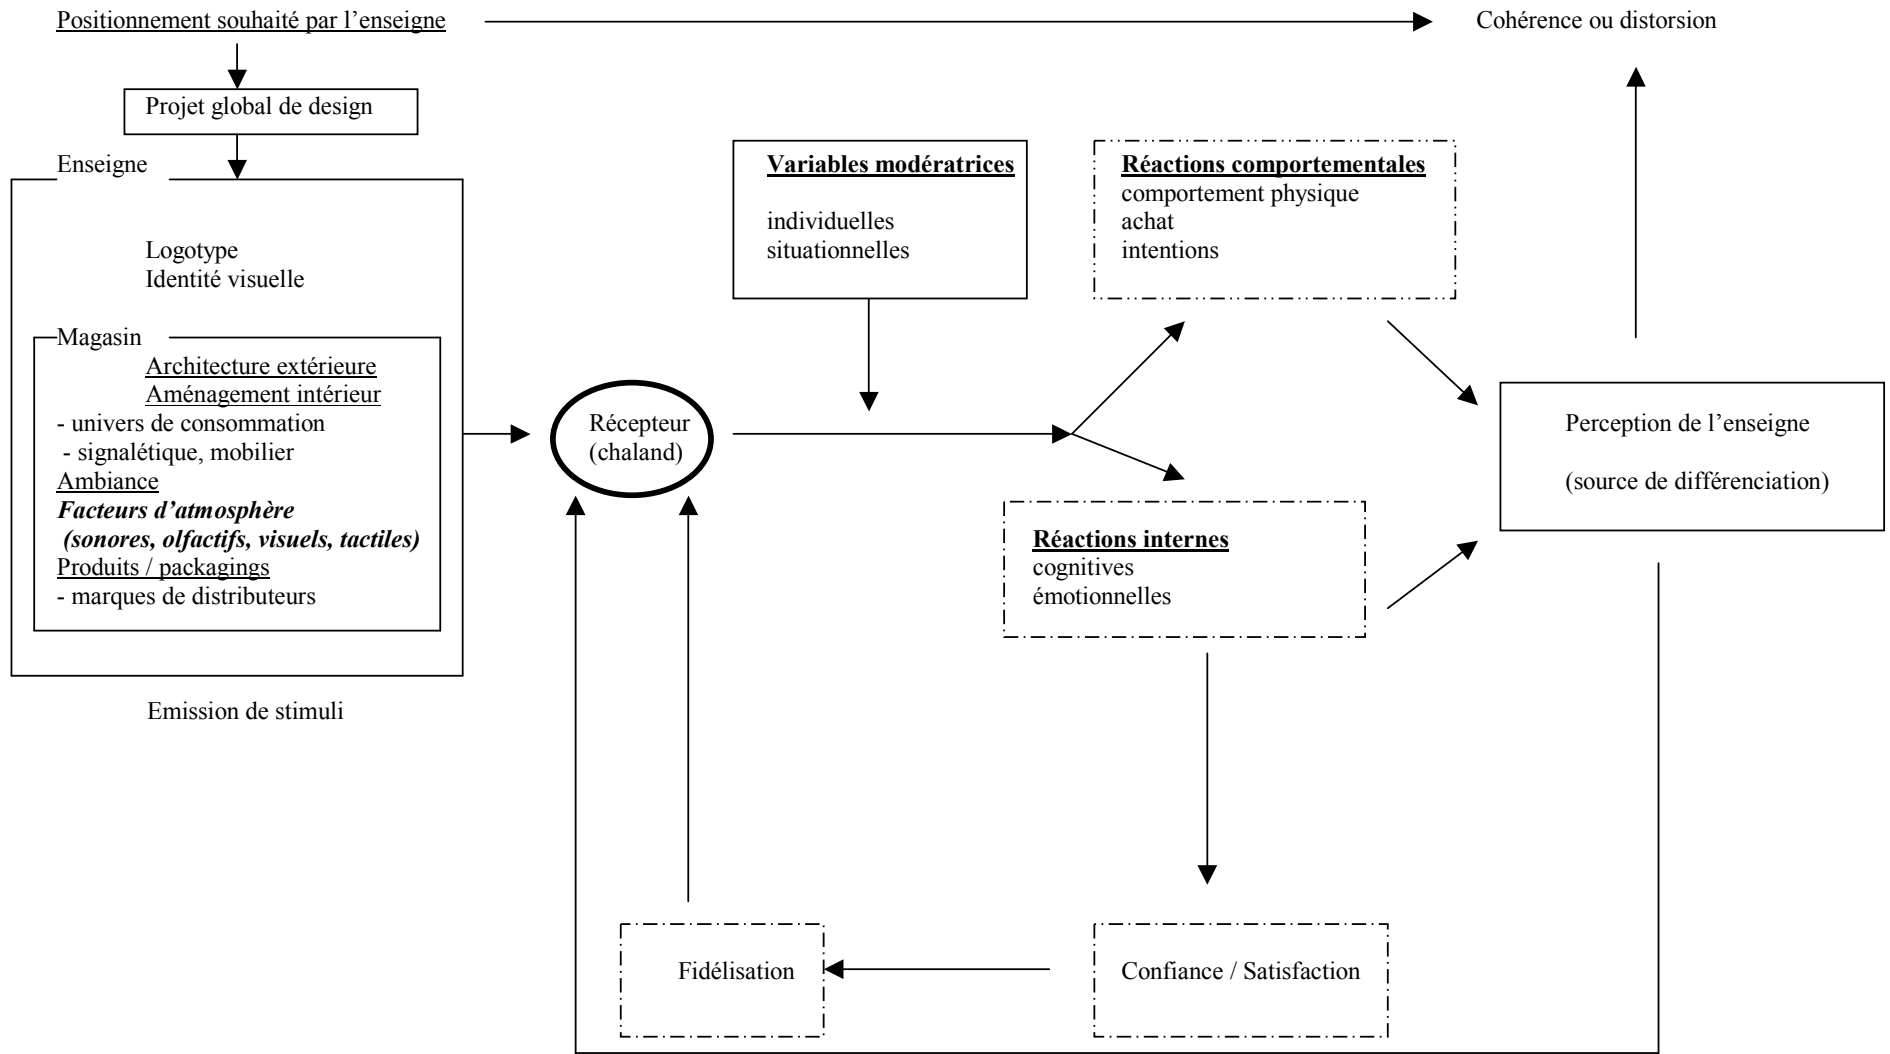 Positionnement souhaité par l’enseigne
Cohérence ou distorsion
Projet global de design
Enseigne
Logotype
Identité visuelle
Magasin
Architecture extérieure
Aménagement intérieur
- univers de consommation
- signalétique, mobilier
Ambiance
Facteurs d’atmosphère
(sonores, olfactifs, visuels, tactiles)
Produits / packagings
- marques de distributeurs
Emission de stimuli
Récepteur
(chaland)
Variables modératrices
individuelles
situationnelles
Réactions comportementales
comportement physique
achat
intentions
Réactions internes
cognitives
émotionnelles
Perception de l’enseigne
(source de différenciation)
Fidélisation
Confiance / Satisfaction